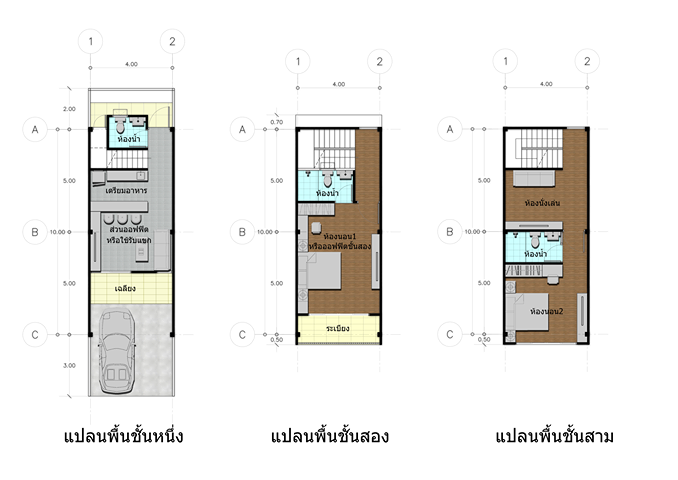 1 2
4.00
2.00
A
ห้องน้ำ
5.00
เตรียมอาหาร
B
10.00
ส่วนออฟฟิต
หรือใช้รับแขก
5.00
เฉลียง
C
3.00
แปลนพื้นชั้นหนึ่ง
1 2
4.00
0.70
A
5.00
ห้องน้ำ
B
10.00
ห้องนอน1
หรือออฟฟิตชั้นสอง
5.00
ระเบียง
C
0.50
แปลนพื้นชั้นสอง
1 2
4.00
A
5.00
ห้องนั่งเล่น
B
10.00
ห้องน้ำ
5.00
ห้องนอน2
C
0.50
แปลนพื้นชั้นสาม